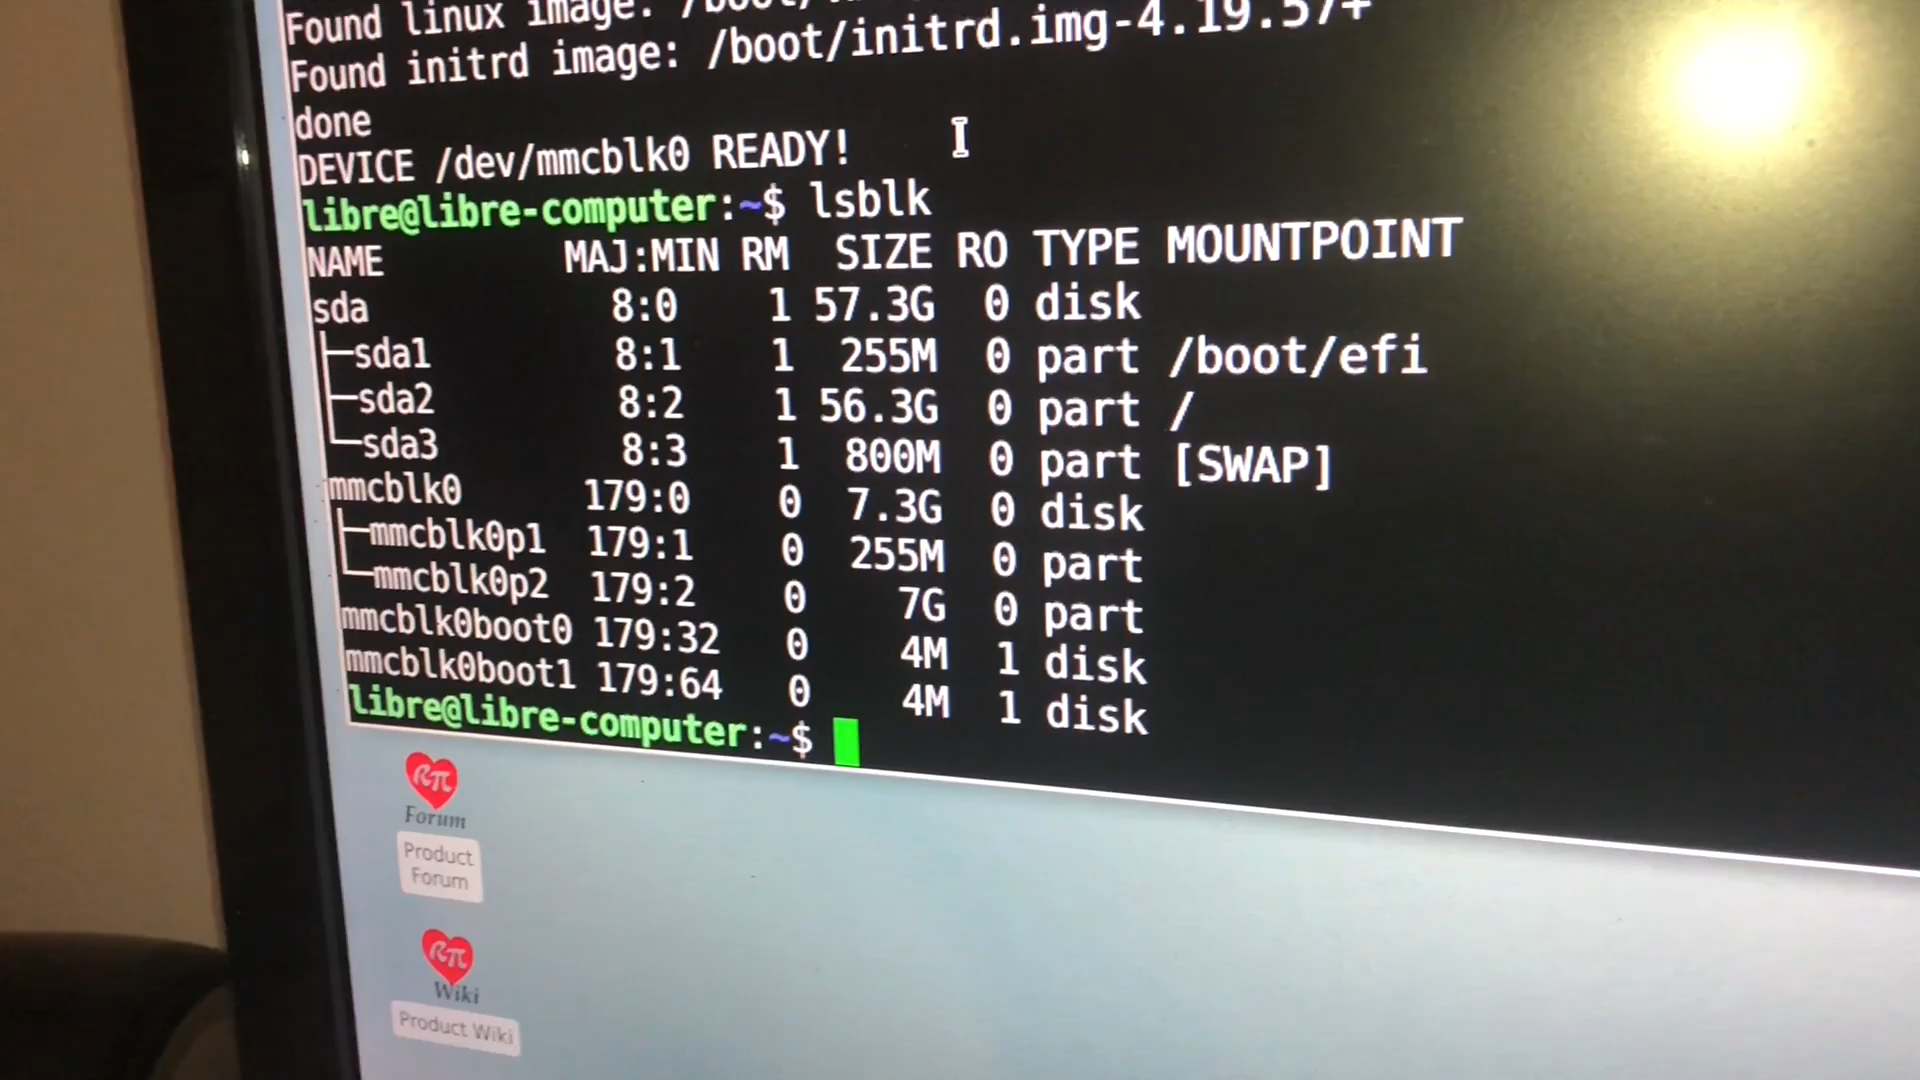 Found linux image: /boot/
Found initrd image: /boot/initrd.img-4.19.57+
done
DEVICE /dev/mmcblk0 READY!
libre@libre-computer:~$ lsblk
NAME MAJ:MIN RM SIZE RO TYPE MOUNTPOINT
sda 8:0 1 57.3G 0 disk
├─sda1 8:1 1 255M 0 part /boot/efi
├─sda2 8:2 1 56.3G 0 part /
└─sda3 8:3 1 800M 0 part [SWAP]
mmcblk0 179:0 0 7.3G 0 disk
├─mmcblk0p1 179:1 0 255M 0 part
└─mmcblk0p2 179:2 0 7G 0 part
mmcblk0boot0 179:32 0 4M 1 disk
mmcblk0boot1 179:64 0 4M 1 disk
libre@libre-computer:~$
Rπ
Forum
Product
Forum
Rπ
Wiki
Product Wiki